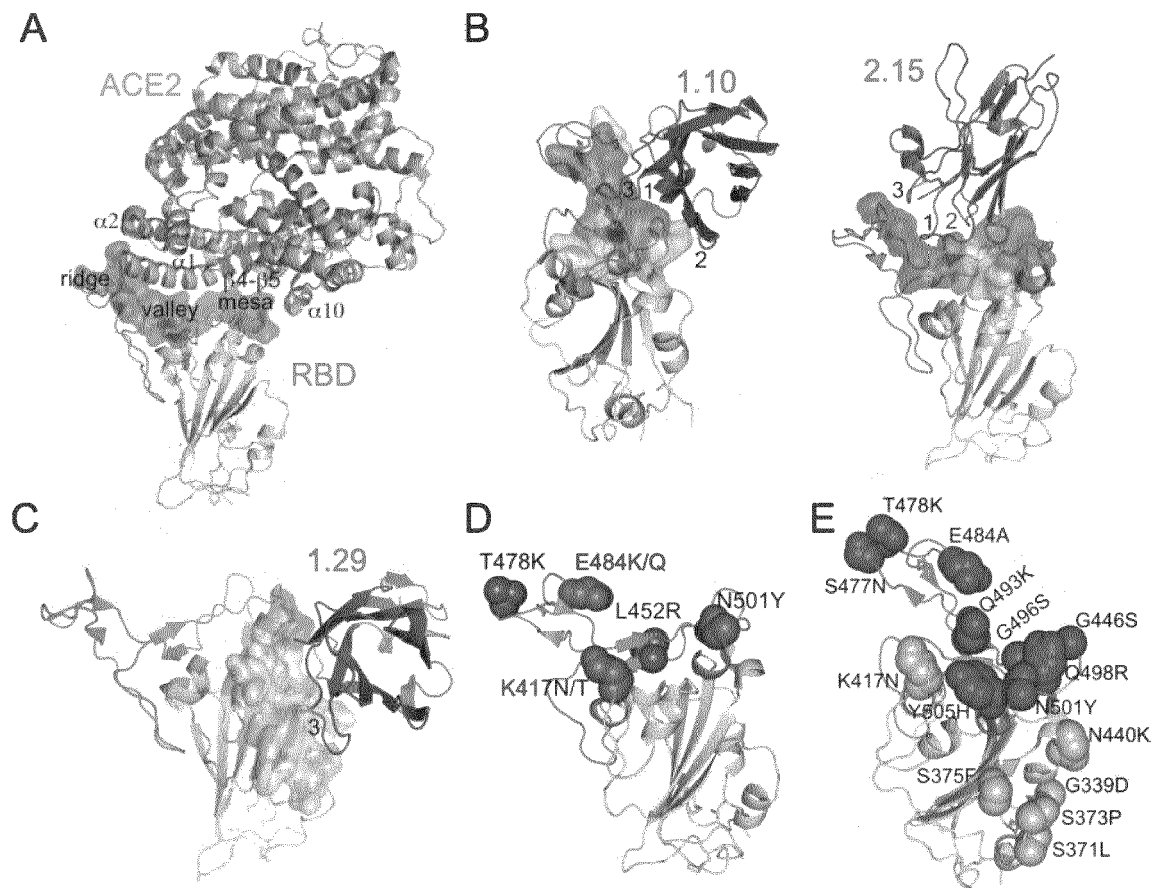 A
ACE2
α2
α1
ridge
β4-β5
valley
mesa
α10
RBD
B
1.10
3
1
2
2.15
3
1
2
C
1.29
3
D
T478K
E484K/Q
L452R
N501Y
K417N/T
E
T478K
E484A
S477N
Q493K
G496S
G446S
K417N
Q498R
Y505H
N501Y
N440K
S375F
G339D
S373P
S371L